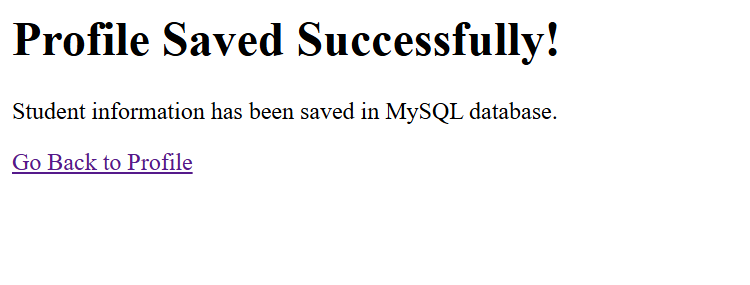 Profile Saved Successfully!
Student information has been saved in MySQL database.
Go Back to Profile